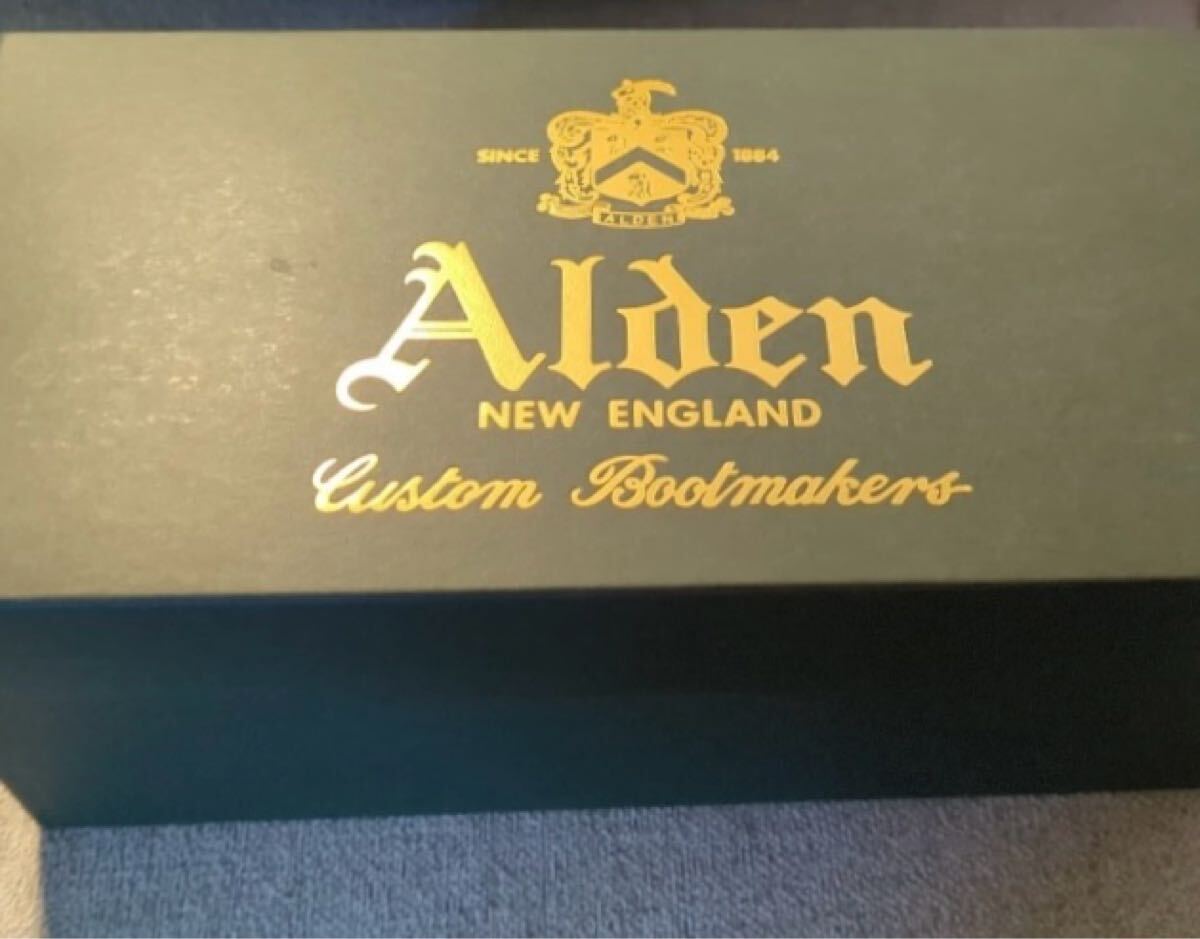 SINCE 1884
ALDEN
Alden
NEW ENGLAND
Custom Bootmakers